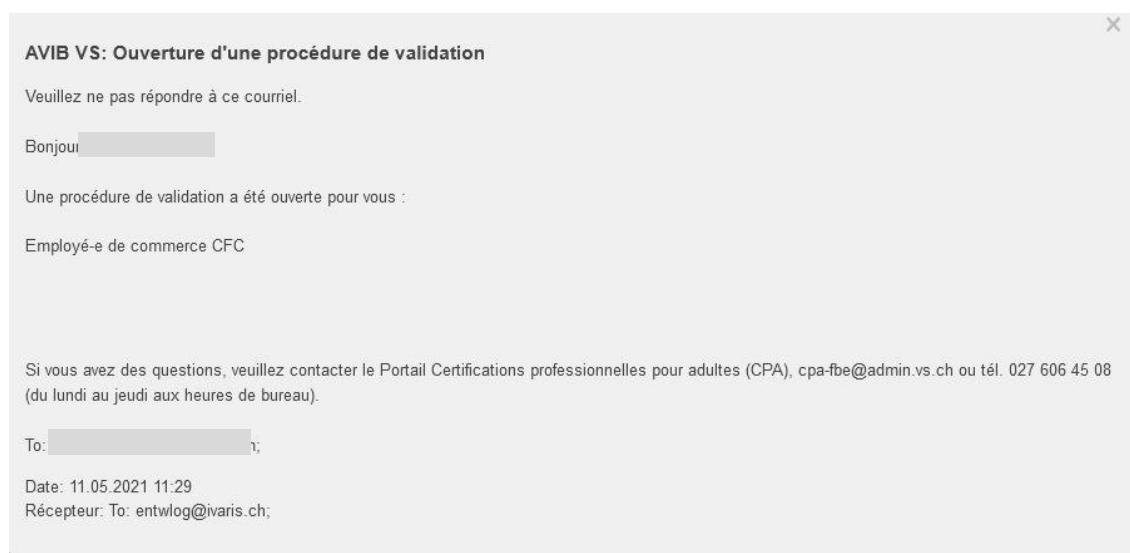 AVIB VS: Ouverture d'une procédure de validation
Veuillez ne pas répondre à ce courriel.
Bonjour
Une procédure de validation a été ouverte pour vous :
Employé-e de commerce CFC
Si vous avez des questions, veuillez contacter le Portail Certifications professionnelles pour adultes (CPA), cpa-fbe@admin.vs.ch ou tél. 027 606 45 08
(du lundi au jeudi aux heures de bureau).
To: ;
Date: 11.05.2021 11:29
Récepteur: To: entwlog@ivaris.ch;